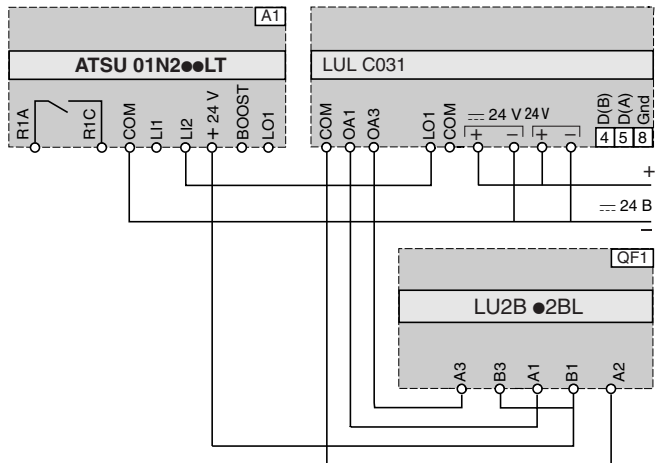 A1
ATSU 01N2●●LT
R1A
R1C
COM
LI1
LI2
+ 24 V
BOOST
LO1
LUL C031
COM
OA1
OA3
LO1
COM
⎓ 24 V 24 V
+ − + −
D(B)
D(A)
Gnd
4 5 8
+
⎓ 24 В
−
QF1
LU2B ●2BL
A3
B3
A1
B1
A2